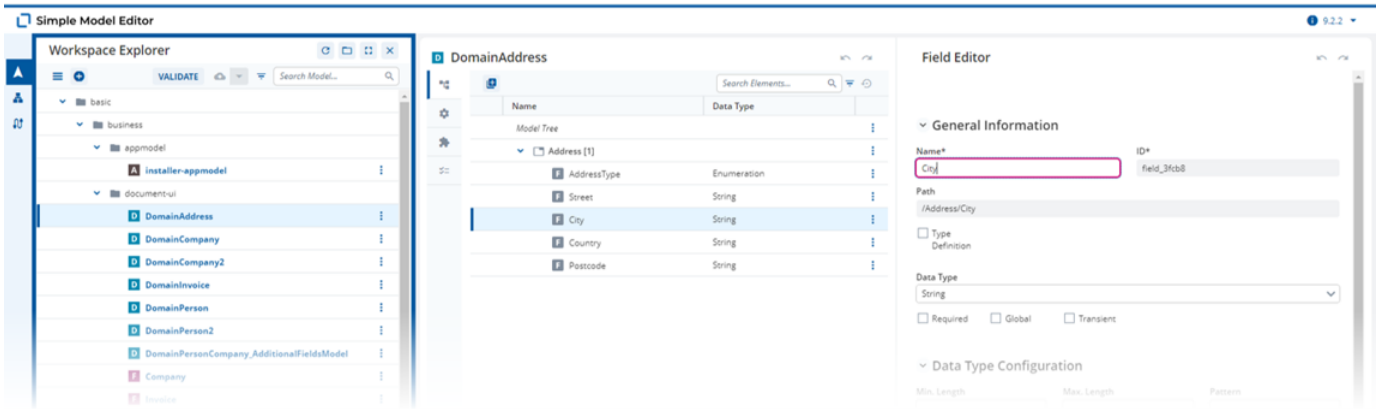 Simple Model Editor
9.2.2
Workspace Explorer
VALIDATE
Search Model...
basic
business
appmodel
A installer-appmodel
document-ui
D DomainAddress
D DomainCompany
D DomainCompany2
D DomainInvoice
D DomainPerson
D DomainPerson2
D DomainPersonCompany_AdditionalFieldsModel
F Company
F Invoice
D DomainAddress
Search Elements...
Name Data Type
Model Tree
Address [1]
F AddressType Enumeration
F Street String
F City String
F Country String
F Postcode String
Field Editor
General Information
Name* ID*
City field_3fcb8
Path
/Address/City
Type
Definition
Data Type
String
Required Global Transient
Data Type Configuration
Min. Length Max. Length Pattern